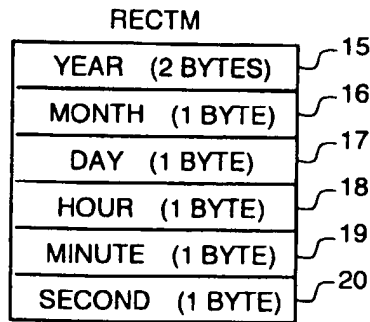 RECTM
YEAR (2 BYTES) 15
MONTH (1 BYTE) 16
DAY (1 BYTE) 17
HOUR (1 BYTE) 18
MINUTE (1 BYTE) 19
SECOND (1 BYTE) 20